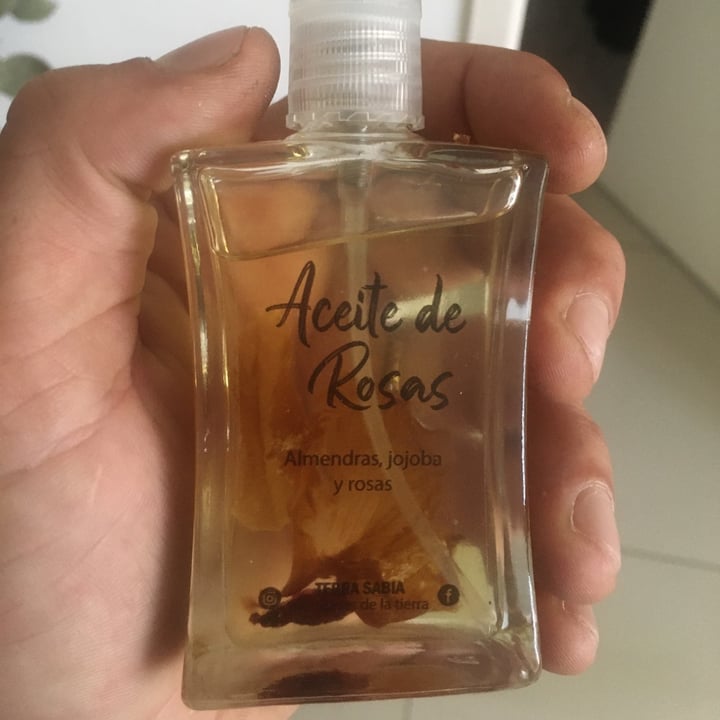 Aceite de
Rosas
Almendras, jojoba
y rosas
TERRA SABIA
de la tierra